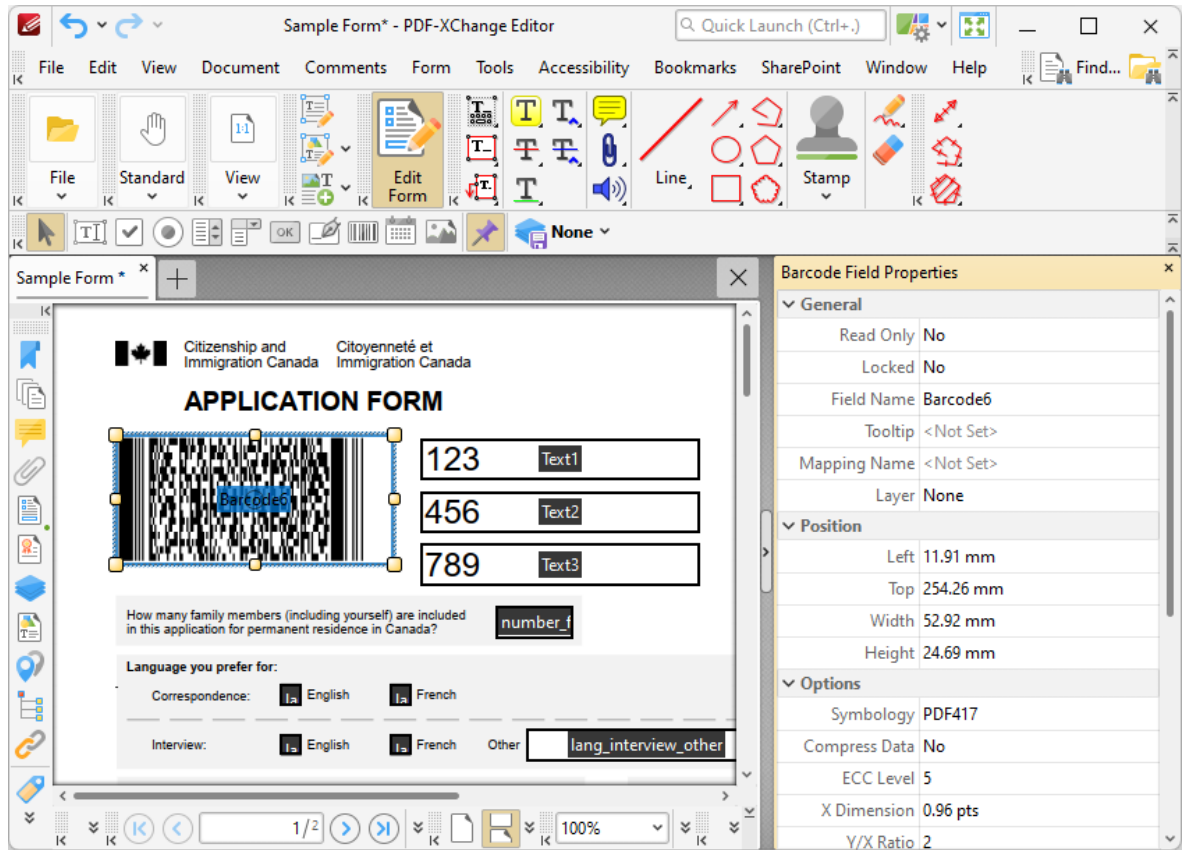 Sample Form* - PDF-XChange Editor
Quick Launch (Ctrl+.)
File Edit View Document Comments Form Tools Accessibility Bookmarks SharePoint Window Help Find...
File Standard View Edit Form Line Stamp
OK None
Sample Form *
Barcode Field Properties
Citizenship and Immigration Canada
Citoyenneté et Immigration Canada
APPLICATION FORM
Barcode6
123 Text1
456 Text2
789 Text3
How many family members (including yourself) are included
in this application for permanent residence in Canada?
number_f
Language you prefer for:
Correspondence: la English la French
Interview: la English la French Other lang_interview_other
1/2
100%
General
Read Only No
Locked No
Field Name Barcode6
Tooltip <Not Set>
Mapping Name <Not Set>
Layer None
Position
Left 11.91 mm
Top 254.26 mm
Width 52.92 mm
Height 24.69 mm
Options
Symbology PDF417
Compress Data No
ECC Level 5
X Dimension 0.96 pts
Y/X Ratio 2